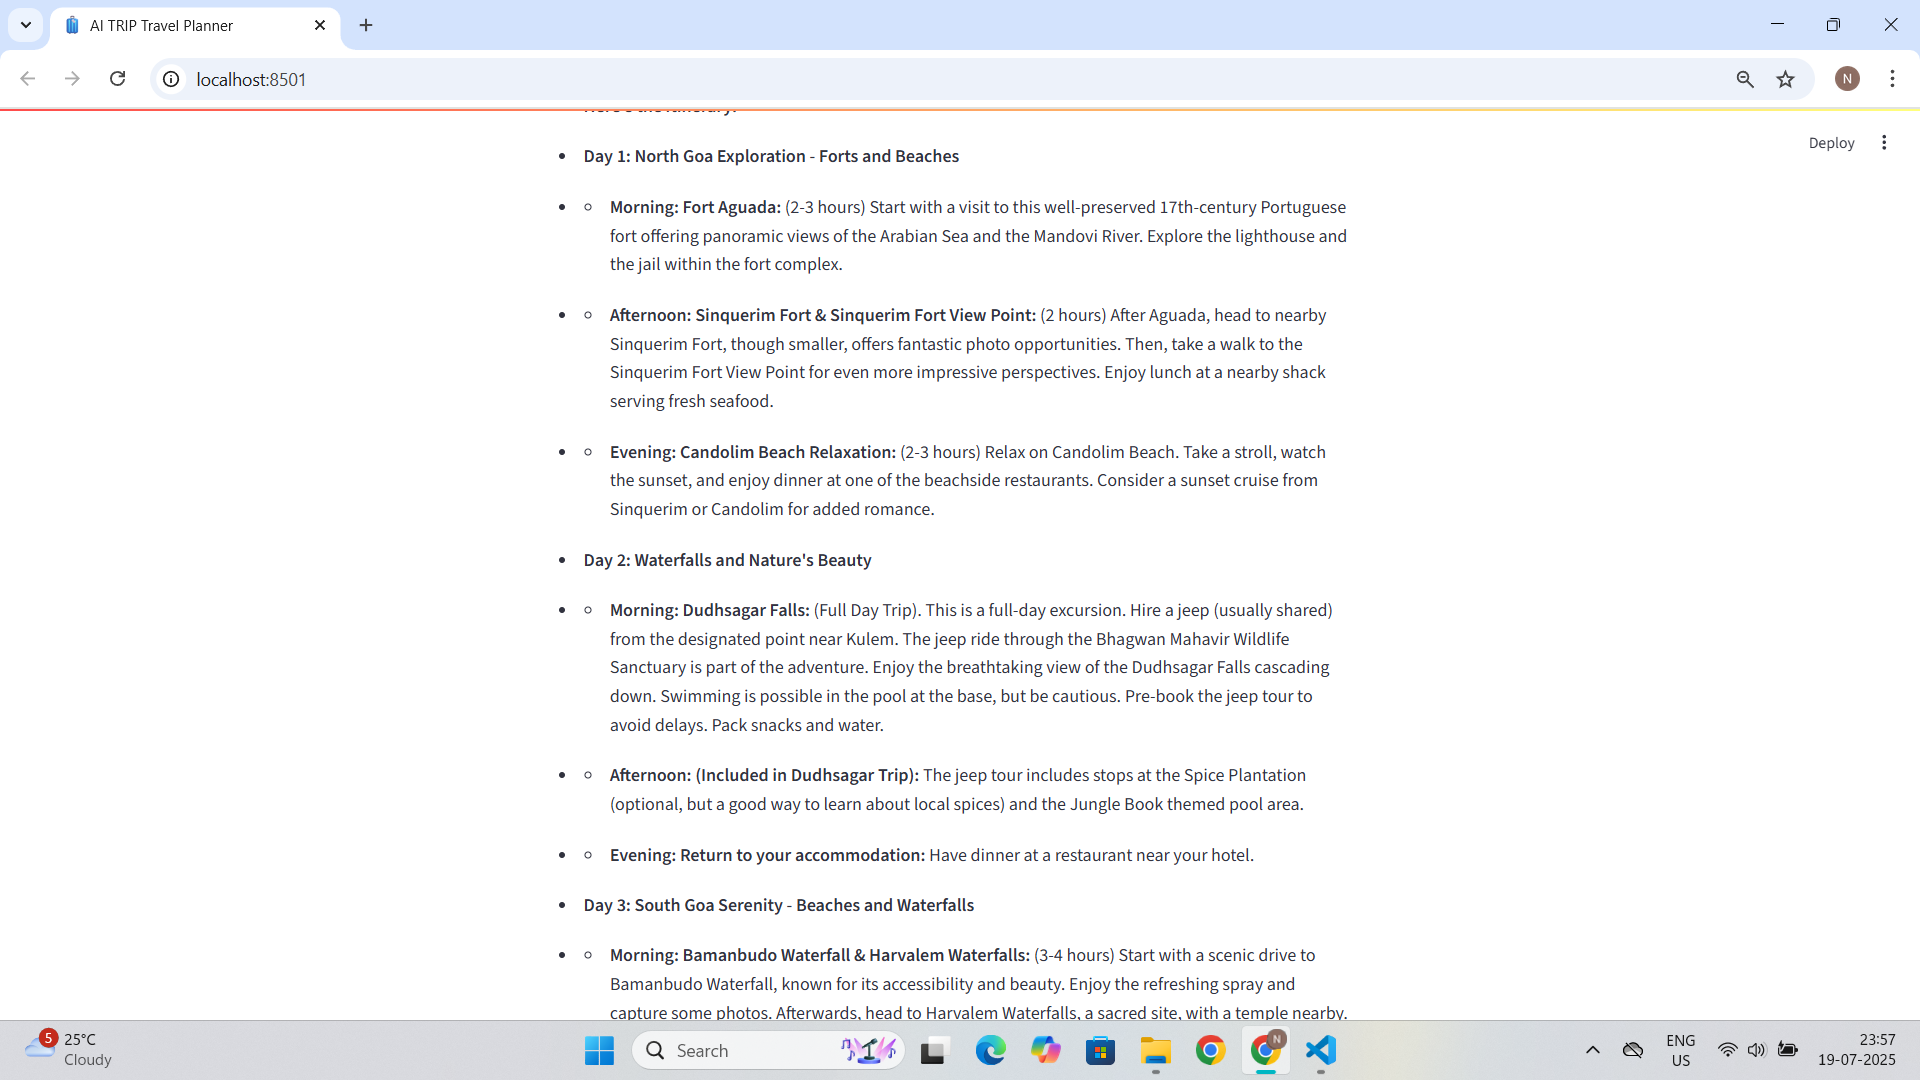 AI TRIP Travel Planner
localhost:8501
N
Deploy
Here's the itinerary:
Day 1: North Goa Exploration - Forts and Beaches
Morning: Fort Aguada: (2-3 hours) Start with a visit to this well-preserved 17th-century Portuguese
fort offering panoramic views of the Arabian Sea and the Mandovi River. Explore the lighthouse and
the jail within the fort complex.
Afternoon: Sinquerim Fort & Sinquerim Fort View Point: (2 hours) After Aguada, head to nearby
Sinquerim Fort, though smaller, offers fantastic photo opportunities. Then, take a walk to the
Sinquerim Fort View Point for even more impressive perspectives. Enjoy lunch at a nearby shack
serving fresh seafood.
Evening: Candolim Beach Relaxation: (2-3 hours) Relax on Candolim Beach. Take a stroll, watch
the sunset, and enjoy dinner at one of the beachside restaurants. Consider a sunset cruise from
Sinquerim or Candolim for added romance.
Day 2: Waterfalls and Nature's Beauty
Morning: Dudhsagar Falls: (Full Day Trip). This is a full-day excursion. Hire a jeep (usually shared)
from the designated point near Kulem. The jeep ride through the Bhagwan Mahavir Wildlife
Sanctuary is part of the adventure. Enjoy the breathtaking view of the Dudhsagar Falls cascading
down. Swimming is possible in the pool at the base, but be cautious. Pre-book the jeep tour to
avoid delays. Pack snacks and water.
Afternoon: (Included in Dudhsagar Trip): The jeep tour includes stops at the Spice Plantation
(optional, but a good way to learn about local spices) and the Jungle Book themed pool area.
Evening: Return to your accommodation: Have dinner at a restaurant near your hotel.
Day 3: South Goa Serenity - Beaches and Waterfalls
Morning: Bamanbudo Waterfall & Harvalem Waterfalls: (3-4 hours) Start with a scenic drive to
Bamanbudo Waterfall, known for its accessibility and beauty. Enjoy the refreshing spray and
capture some photos. Afterwards, head to Harvalem Waterfalls, a sacred site, with a temple nearby.
5
25°C
Cloudy
Search
N
ENG
US
23:57
19-07-2025